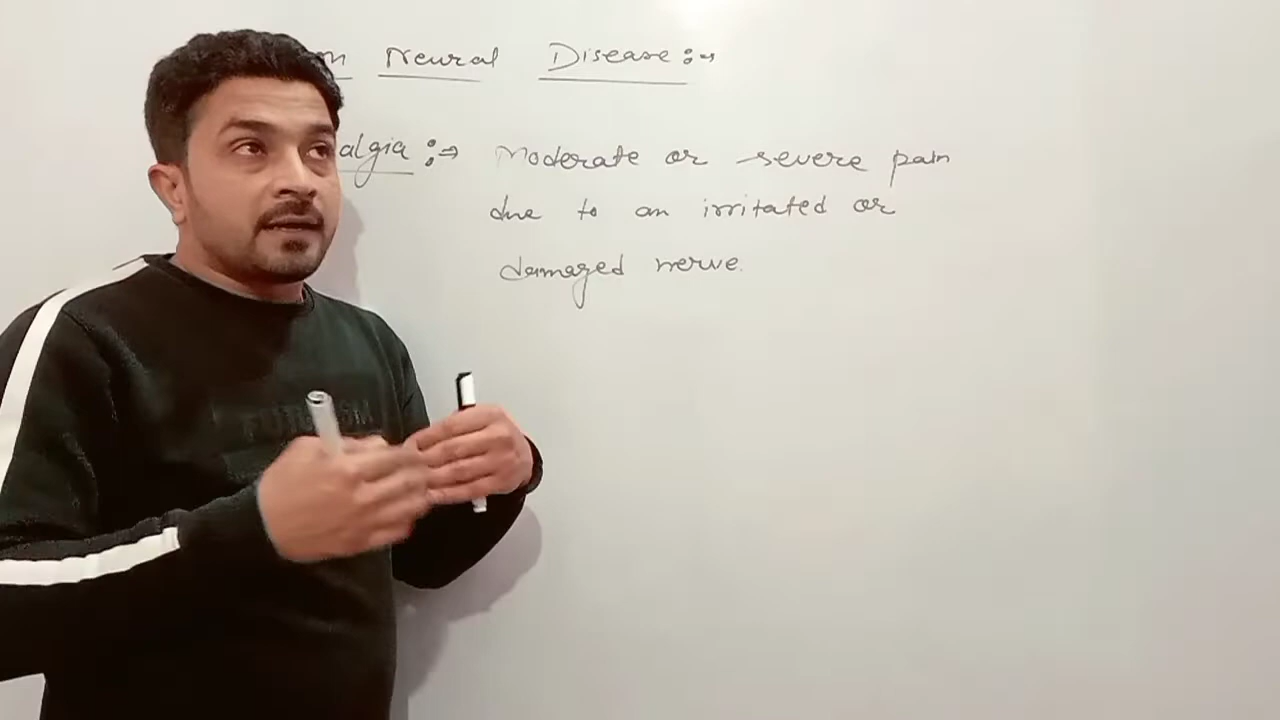 m Neural Disease :-
algia :⇒ Moderate or severe pain
due to an irritated or
damaged nerve.